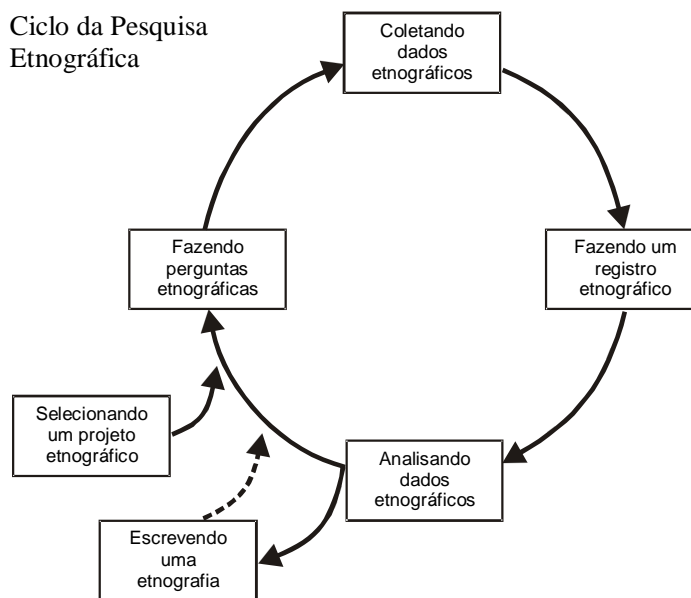 Ciclo da Pesquisa
Etnográfica
Coletando
dados
etnográficos
Fazendo
perguntas
etnográficas
Fazendo um
registro
etnográfico
Selecionando
um projeto
etnográfico
Analisando
dados
etnográficos
Escrevendo
uma
etnografia